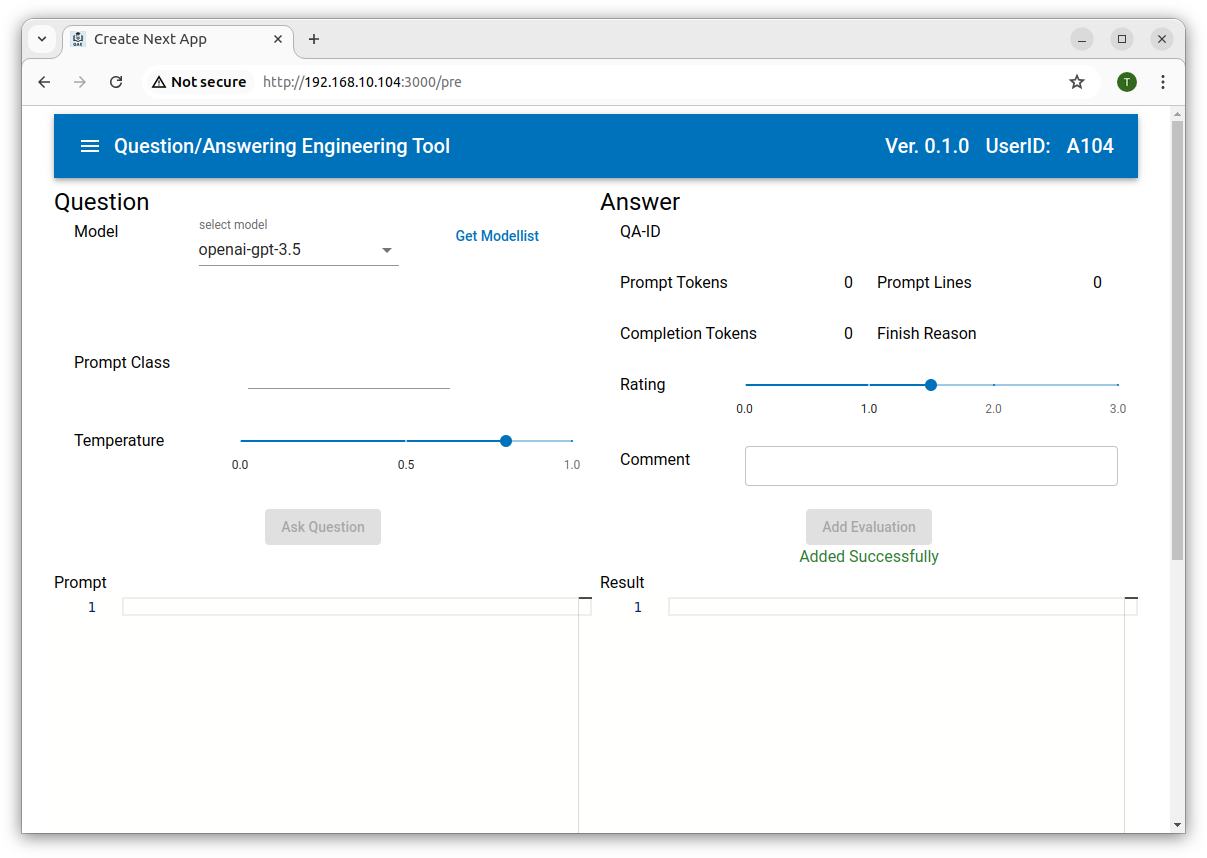 Create Next App
Not secure http://192.168.10.104:3000/pre
T
Question/Answering Engineering Tool Ver. 0.1.0 UserID: A104
Question
Model
select model
openai-gpt-3.5
Get Modellist
Prompt Class
Temperature
0.0 0.5 1.0
Ask Question
Answer
QA-ID
Prompt Tokens 0 Prompt Lines 0
Completion Tokens 0 Finish Reason
Rating
0.0 1.0 2.0 3.0
Comment
Add Evaluation
Added Successfully
Prompt
1
Result
1